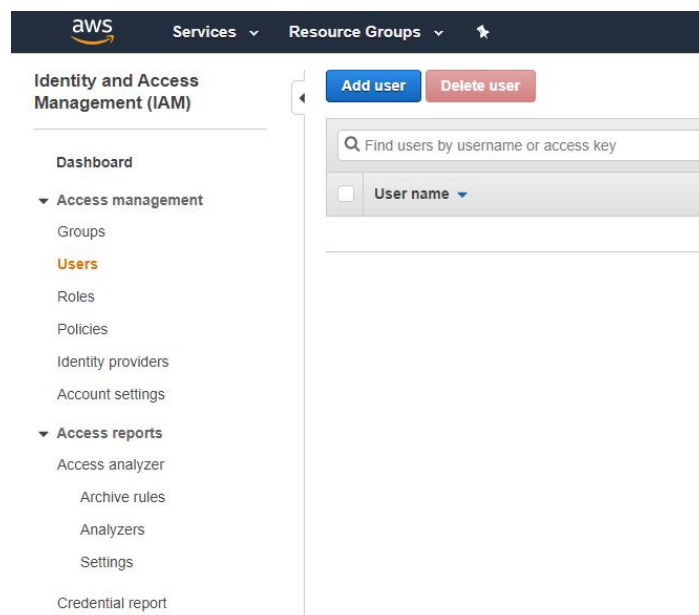 aws
Services
Resource Groups
Identity and Access
Management (IAM)
Dashboard
Access management
Groups
Users
Roles
Policies
Identity providers
Account settings
Access reports
Access analyzer
Archive rules
Analyzers
Settings
Credential report
Add user
Delete user
Find users by username or access key
User name